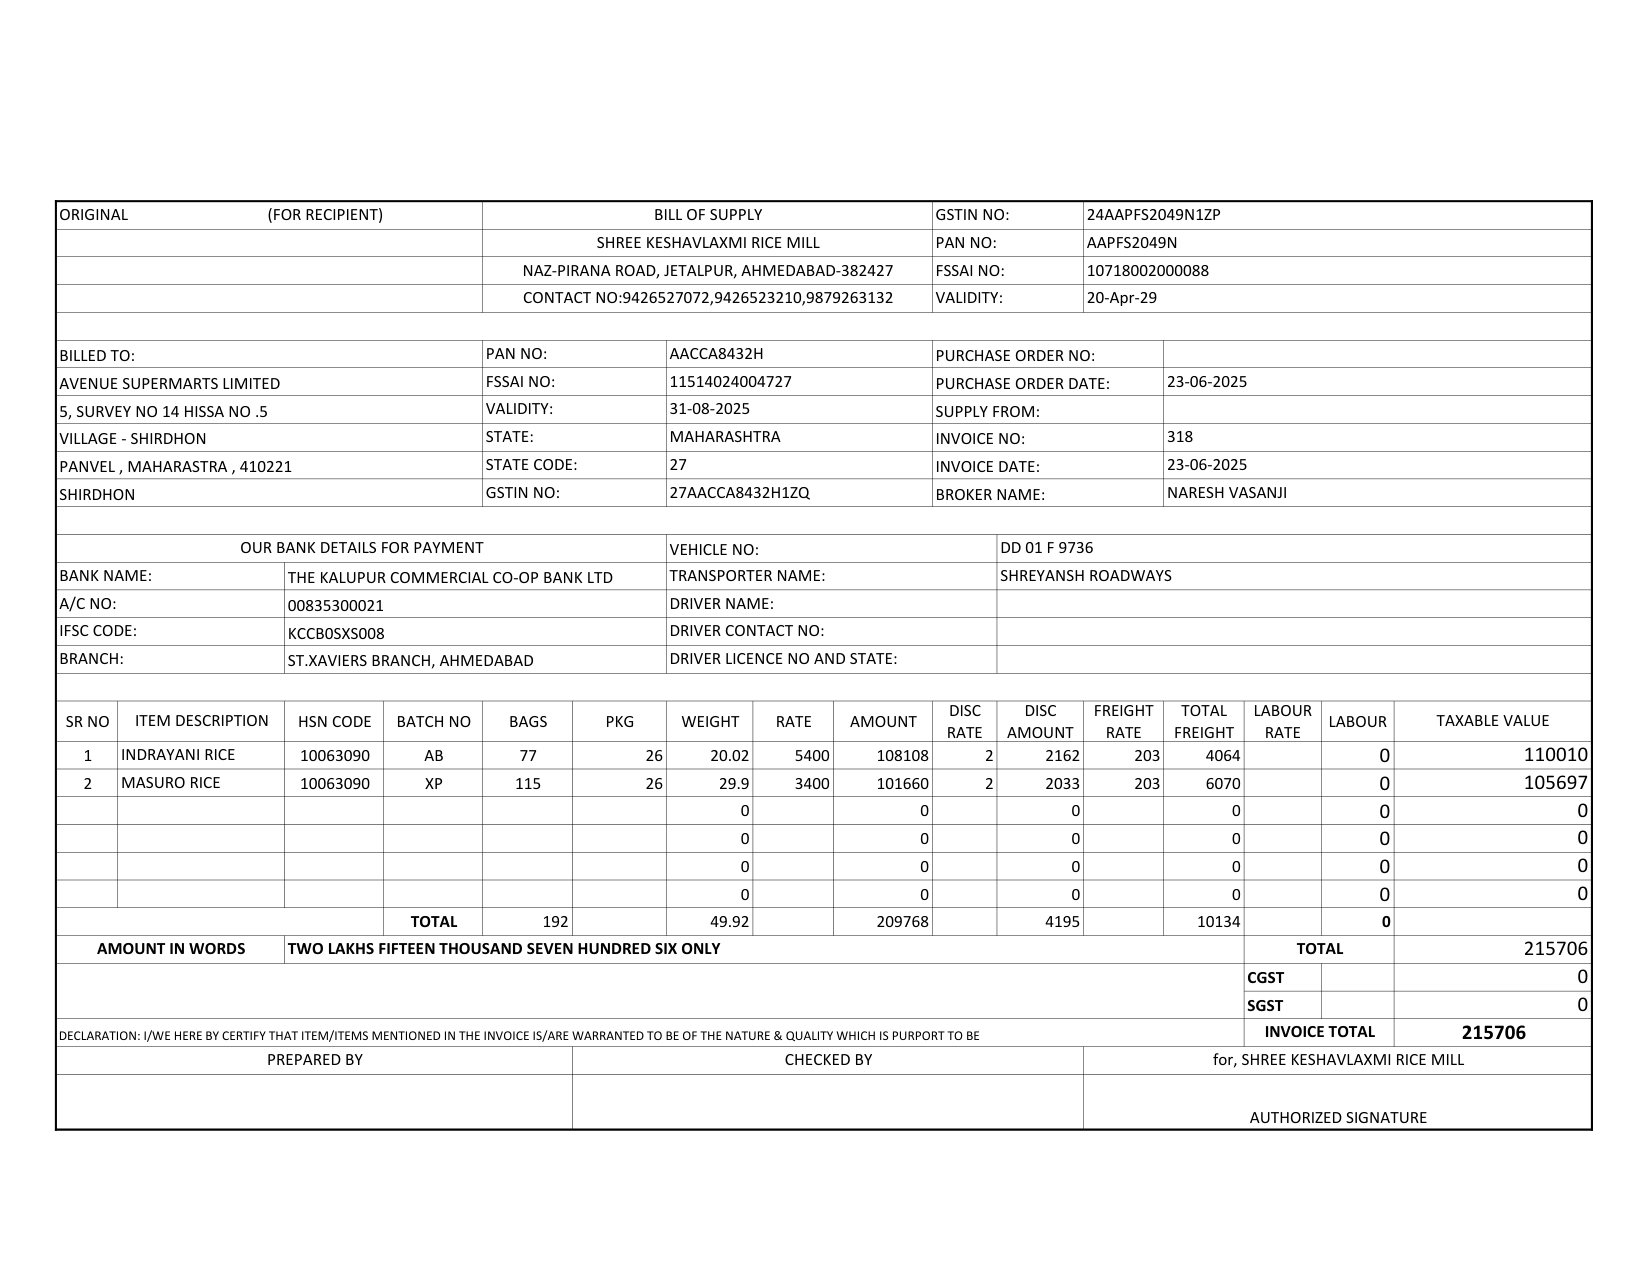 ORIGINAL (FOR RECIPIENT) BILL OF SUPPLY GSTIN NO: 24AAPFS2049N1ZP
SHREE KESHAVLAXMI RICE MILL PAN NO: AAPFS2049N
NAZ-PIRANA ROAD, JETALPUR, AHMEDABAD-382427 FSSAI NO: 10718002000088
CONTACT NO:9426527072,9426523210,9879263132 VALIDITY: 20-Apr-29
BILLED TO: PAN NO: AACCA8432H PURCHASE ORDER NO:
AVENUE SUPERMARTS LIMITED FSSAI NO: 11514024004727 PURCHASE ORDER DATE: 23-06-2025
5, SURVEY NO 14 HISSA NO .5 VALIDITY: 31-08-2025 SUPPLY FROM:
VILLAGE - SHIRDHON STATE: MAHARASHTRA INVOICE NO: 318
PANVEL , MAHARASTRA , 410221 STATE CODE: 27 INVOICE DATE: 23-06-2025
SHIRDHON GSTIN NO: 27AACCA8432H1ZQ BROKER NAME: NARESH VASANJI
OUR BANK DETAILS FOR PAYMENT VEHICLE NO: DD 01 F 9736
BANK NAME: THE KALUPUR COMMERCIAL CO-OP BANK LTD TRANSPORTER NAME: SHREYANSH ROADWAYS
A/C NO: 00835300021 DRIVER NAME:
IFSC CODE: KCCB0SXS008 DRIVER CONTACT NO:
BRANCH: ST.XAVIERS BRANCH, AHMEDABAD DRIVER LICENCE NO AND STATE:
SR NO ITEM DESCRIPTION HSN CODE BATCH NO BAGS PKG WEIGHT RATE AMOUNT DISC RATE DISC AMOUNT FREIGHT RATE TOTAL FREIGHT LABOUR RATE LABOUR TAXABLE VALUE
1 INDRAYANI RICE 10063090 AB 77 26 20.02 5400 108108 2 2162 203 4064 0 110010
2 MASURO RICE 10063090 XP 115 26 29.9 3400 101660 2 2033 203 6070 0 105697
0 0 0 0 0 0
0 0 0 0 0 0
0 0 0 0 0 0
0 0 0 0 0 0
TOTAL 192 49.92 209768 4195 10134 0
AMOUNT IN WORDS TWO LAKHS FIFTEEN THOUSAND SEVEN HUNDRED SIX ONLY TOTAL 215706
CGST 0
SGST 0
DECLARATION: I/WE HERE BY CERTIFY THAT ITEM/ITEMS MENTIONED IN THE INVOICE IS/ARE WARRANTED TO BE OF THE NATURE & QUALITY WHICH IS PURPORT TO BE INVOICE TOTAL 215706
PREPARED BY CHECKED BY for, SHREE KESHAVLAXMI RICE MILL
AUTHORIZED SIGNATURE